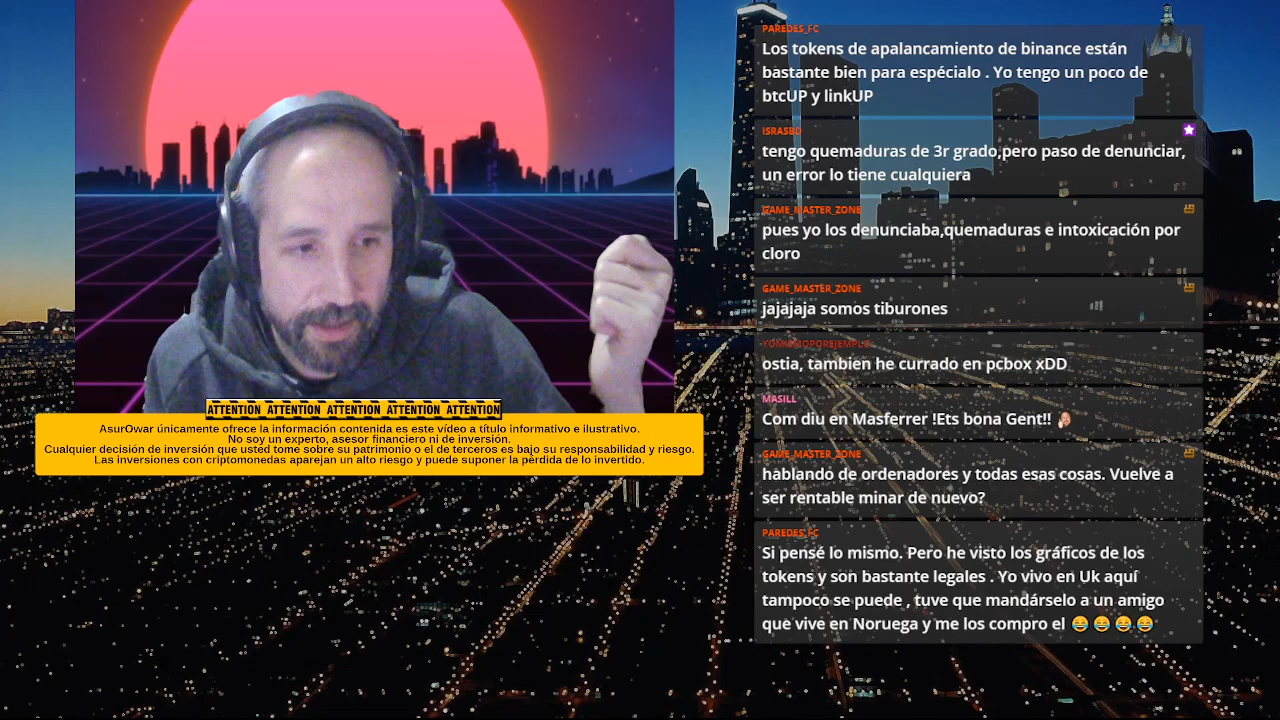 ATTENTION ATTENTION ATTENTION ATTENTION ATTENTION
AsurOwar únicamente ofrece la información contenida es este vídeo a título informativo e ilustrativo.
No soy un experto, asesor financiero ni de inversión.
Cualquier decisión de inversión que usted tome sobre su patrimonio o el de terceros es bajo su responsabilidad y riesgo.
Las inversiones con criptomonedas aparejan un alto riesgo y puede suponer la pérdida de lo invertido.
PAREDES_FC
Los tokens de apalancamiento de binance están
bastante bien para espécialo . Yo tengo un poco de
btcUP y linkUP
ISRASBD
tengo quemaduras de 3r grado,pero paso de denunciar,
un error lo tiene cualquiera
GAME_MASTER_ZONE
pues yo los denunciaba,quemaduras e intoxicación por
cloro
GAME_MASTER_ZONE
jajajaja somos tiburones
YOMISMOPOREJEMPLO
ostia, tambien he currado en pcbox xDD
MASILL
Com diu en Masferrer !Ets bona Gent!!
GAME_MASTER_ZONE
hablando de ordenadores y todas esas cosas. Vuelve a
ser rentable minar de nuevo?
PAREDES_FC
Si pensé lo mismo. Pero he visto los gráficos de los
tokens y son bastante legales . Yo vivo en Uk aquí
tampoco se puede , tuve que mandárselo a un amigo
que vive en Noruega y me los compro el 😂 😂 😂 😂